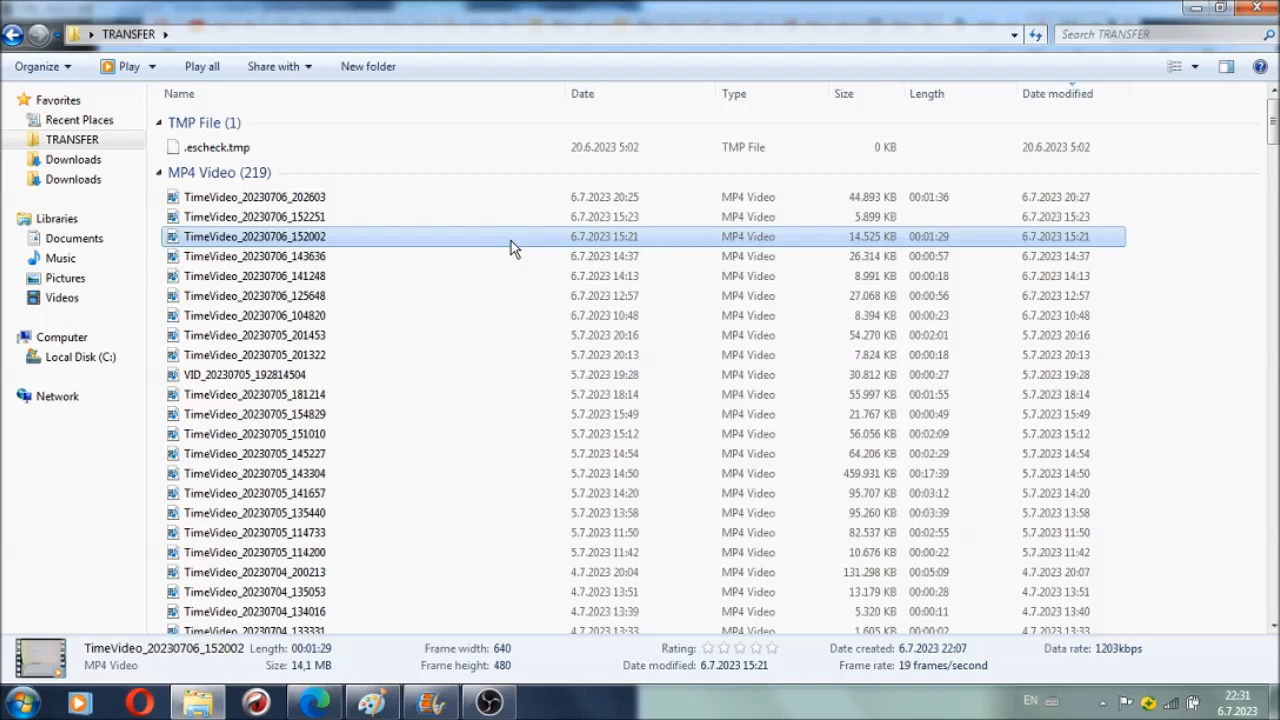 TRANSFER
Search TRANSFER
Organize Play Play all Share with New folder
Name Date Type Size Length Date modified
Favorites
Recent Places
TRANSFER
Downloads
Downloads
Libraries
Documents
Music
Pictures
Videos
Computer
Local Disk (C:)
Network
TMP File (1)
.escheck.tmp 20.6.2023 5:02 TMP File 0 KB 20.6.2023 5:02
MP4 Video (219)
TimeVideo_20230706_202603 6.7.2023 20:25 MP4 Video 44.893 KB 00:01:36 6.7.2023 20:27
TimeVideo_20230706_152251 6.7.2023 15:23 MP4 Video 5.899 KB 6.7.2023 15:23
TimeVideo_20230706_152002 6.7.2023 15:21 MP4 Video 14.525 KB 00:01:29 6.7.2023 15:21
TimeVideo_20230706_143636 6.7.2023 14:37 MP4 Video 26.314 KB 00:00:57 6.7.2023 14:37
TimeVideo_20230706_141248 6.7.2023 14:13 MP4 Video 8.991 KB 00:00:18 6.7.2023 14:13
TimeVideo_20230706_125648 6.7.2023 12:57 MP4 Video 27.068 KB 00:00:56 6.7.2023 12:57
TimeVideo_20230706_104820 6.7.2023 10:48 MP4 Video 8.394 KB 00:00:23 6.7.2023 10:48
TimeVideo_20230705_201453 5.7.2023 20:16 MP4 Video 54.270 KB 00:02:01 5.7.2023 20:16
TimeVideo_20230705_201322 5.7.2023 20:13 MP4 Video 7.824 KB 00:00:18 5.7.2023 20:13
VID_20230705_192814504 5.7.2023 19:28 MP4 Video 30.812 KB 00:00:27 5.7.2023 19:28
TimeVideo_20230705_181214 5.7.2023 18:14 MP4 Video 55.997 KB 00:01:55 5.7.2023 18:14
TimeVideo_20230705_154829 5.7.2023 15:49 MP4 Video 21.767 KB 00:00:49 5.7.2023 15:49
TimeVideo_20230705_151010 5.7.2023 15:12 MP4 Video 56.056 KB 00:02:09 5.7.2023 15:12
TimeVideo_20230705_145227 5.7.2023 14:54 MP4 Video 64.206 KB 00:02:29 5.7.2023 14:54
TimeVideo_20230705_143304 5.7.2023 14:50 MP4 Video 459.931 KB 00:17:39 5.7.2023 14:50
TimeVideo_20230705_141657 5.7.2023 14:20 MP4 Video 95.707 KB 00:03:12 5.7.2023 14:20
TimeVideo_20230705_135440 5.7.2023 13:58 MP4 Video 95.260 KB 00:03:39 5.7.2023 13:58
TimeVideo_20230705_114733 5.7.2023 11:50 MP4 Video 82.537 KB 00:02:55 5.7.2023 11:50
TimeVideo_20230705_114200 5.7.2023 11:42 MP4 Video 10.676 KB 00:00:22 5.7.2023 11:42
TimeVideo_20230704_200213 4.7.2023 20:04 MP4 Video 131.298 KB 00:05:09 4.7.2023 20:07
TimeVideo_20230704_135053 4.7.2023 13:51 MP4 Video 13.179 KB 00:00:28 4.7.2023 13:51
TimeVideo_20230704_134016 4.7.2023 13:39 MP4 Video 5.320 KB 00:00:11 4.7.2023 13:40
TimeVideo_20230704_133331 4.7.2023 13:33 MP4 Video 1.605 KB 00:00:02 4.7.2023 13:33
TimeVideo_20230706_152002 Length: 00:01:29 Frame width: 640 Rating: Date created: 6.7.2023 22:07 Data rate: 1203kbps
MP4 Video Size: 14,1 MB Frame height: 480 Date modified: 6.7.2023 15:21 Frame rate: 19 frames/second
EN 22:31
6.7.2023